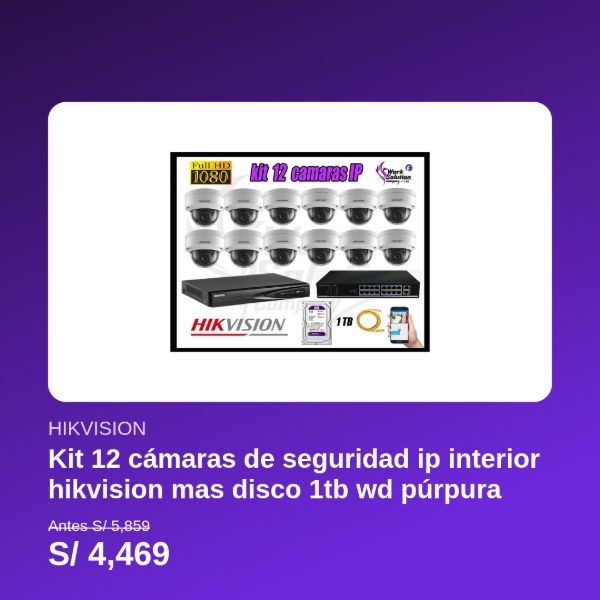 Full HD
1080
kit 12 camaras IP
Work
Solution
HIKVISION
1 TB
HIKVISION
Kit 12 cámaras de seguridad ip interior
hikvision mas disco 1tb wd púrpura
Antes S/ 5,859
S/ 4,469